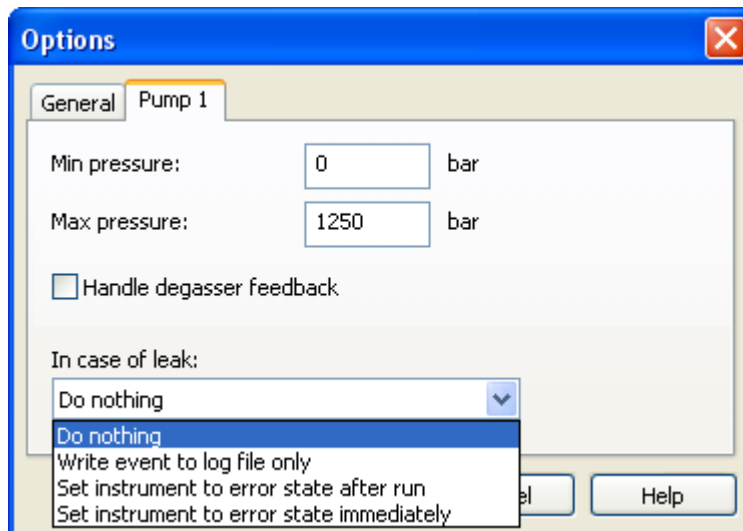 Options
General Pump 1
Min pressure: 0 bar
Max pressure: 1250 bar
Handle degasser feedback
In case of leak:
Do nothing
Do nothing
Write event to log file only
Set instrument to error state after run
Set instrument to error state immediately
Help